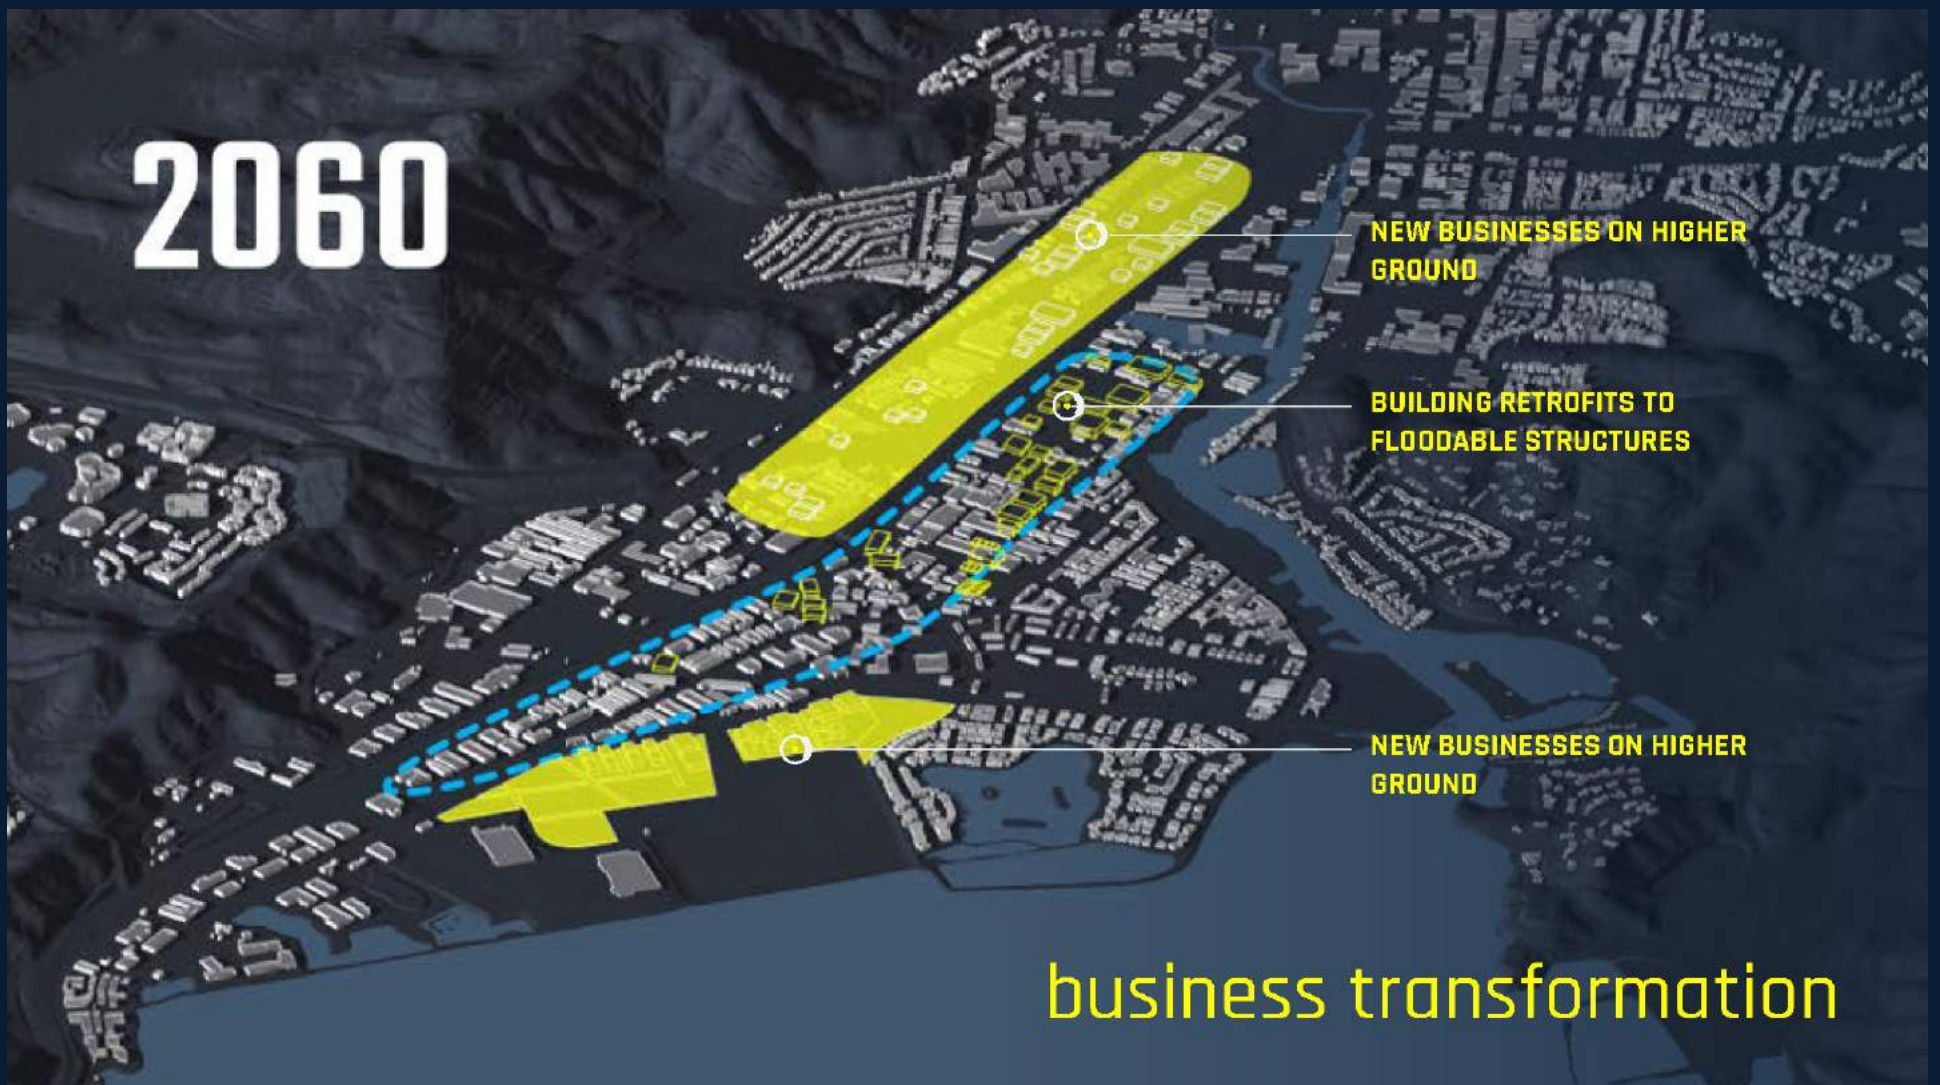 2060
NEW BUSINESSES ON HIGHER
GROUND
BUILDING RETROFITS TO
FLOODABLE STRUCTURES
NEW BUSINESSES ON HIGHER
GROUND
business transformation